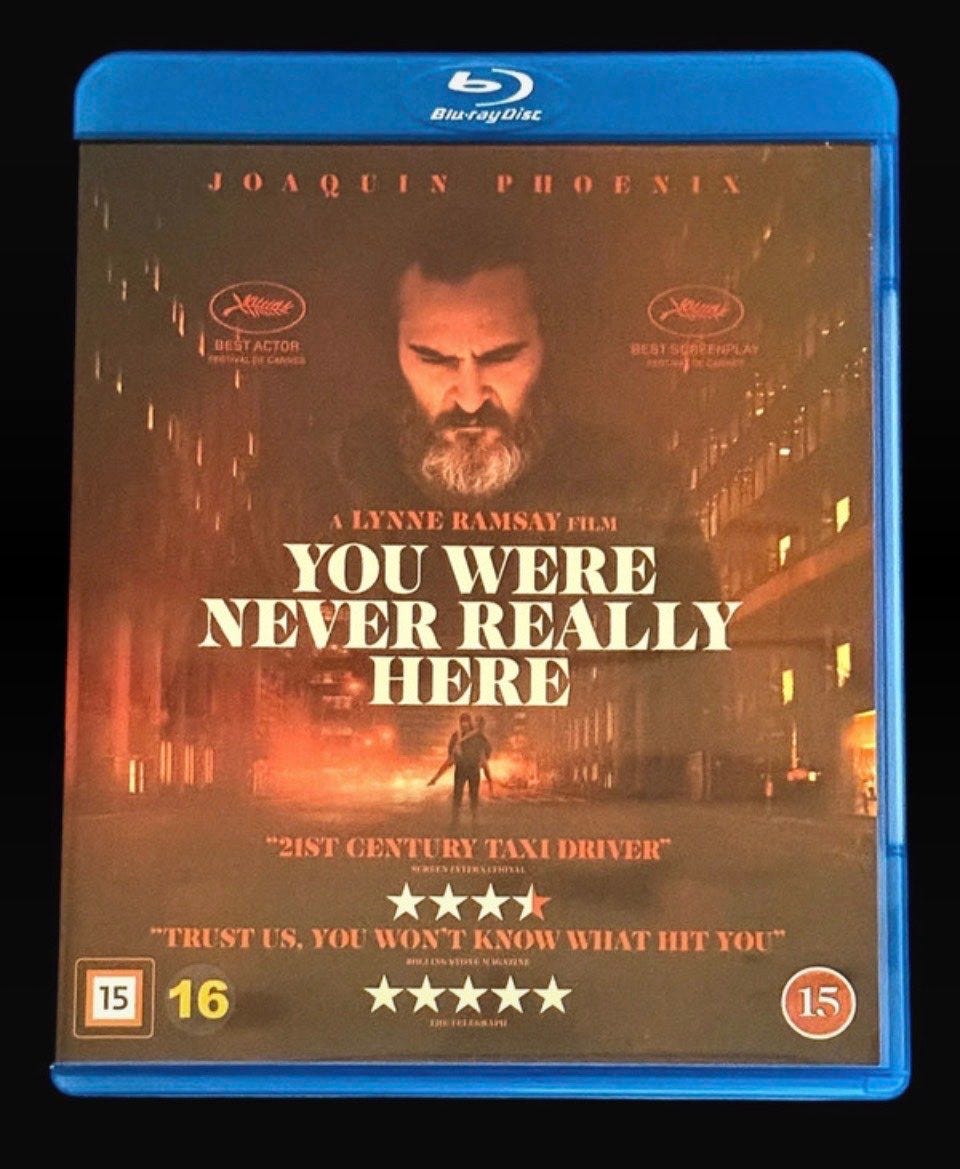 Blu-ray Disc
JOAQUIN PHOENIX
BEST ACTOR
FESTIVAL DE CANNES
BEST SCREENPLAY
FESTIVAL DE CANNES
A LYNNE RAMSAY FILM
YOU WERE
NEVER REALLY
HERE
"21ST CENTURY TAXI DRIVER"
SCREEN INTERNATIONAL
"TRUST US, YOU WON'T KNOW WHAT HIT YOU"
ROLLING STONE MAGAZINE
15
16
15
THE TELEGRAPH